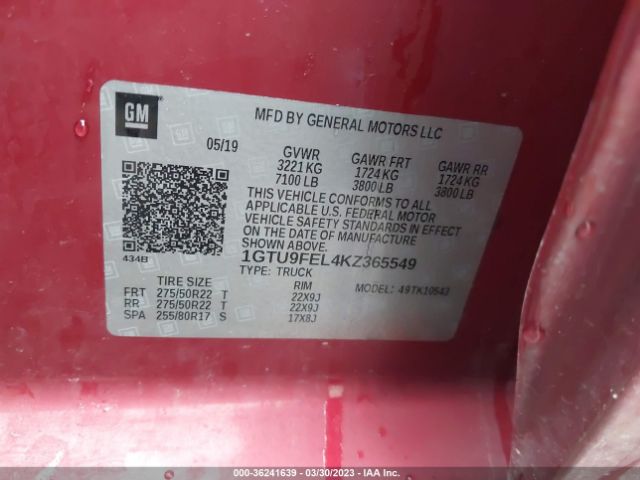 GM
MFD BY GENERAL MOTORS LLC
05/19 GVWR GAWR FRT GAWR RR
3221 KG 1724 KG 1724 KG
7100 LB 3800 LB 3800 LB
THIS VEHICLE CONFORMS TO ALL
APPLICABLE U.S. FEDERAL MOTOR
VEHICLE SAFETY STANDARDS IN EFFECT
ON THE DATE OF MANUFACTURE
SHOWN ABOVE.
434B 1GTU9FEL4KZ365549
TYPE: TRUCK
TIRE SIZE RIM MODEL: 49TK10543
FRT 275/50R22 T 22X9J
RR 275/50R22 T 22X9J
SPA 255/80R17 S 17X8J
000-36241639 - 03/30/2023 - IAA Inc.